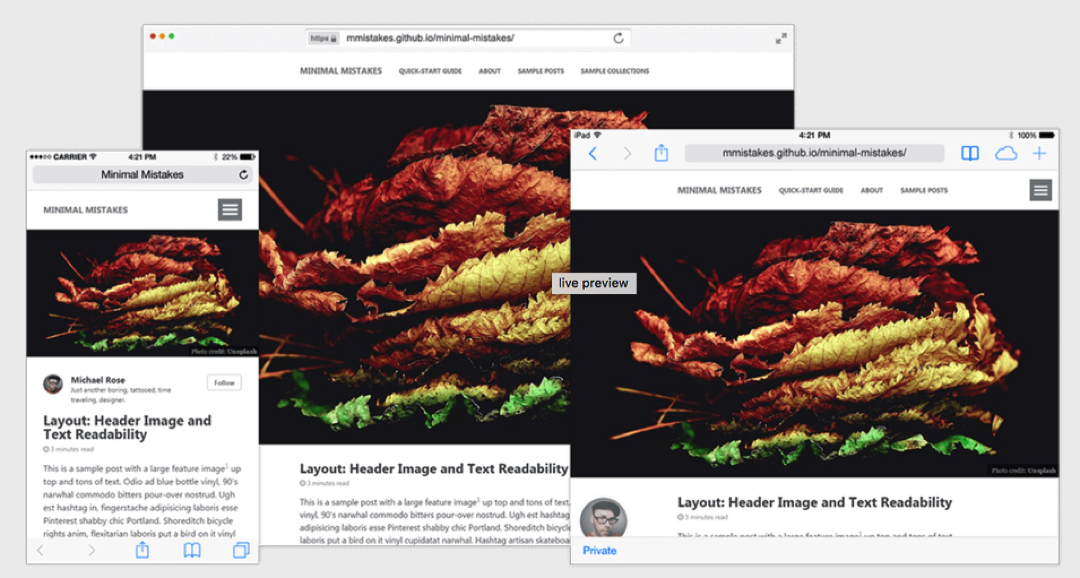 https mmistakes.github.io/minimal-mistakes/
MINIMAL MISTAKES QUICK-START GUIDE ABOUT SAMPLE POSTS SAMPLE COLLECTIONS
Layout: Header Image and Text Readability
3 minutes read
This is a sample post with a large feature image1 up top and tons of text.
vinyl, 90's narwhal commodo bitters pour-over nostrud. Ugh est hashtag
adipisicing laboris esse Pinterest shabby chic Portland. Shoreditch bicycle
laboris put a bird on it vinyl cupidatat narwhal. Hashtag artisan skateboa
CARRIER 4:21 PM 22%
Minimal Mistakes
MINIMAL MISTAKES
Photo credit: Unsplash
Michael Rose
Follow
Just another boring, tattooed, time
traveling, designer.
Layout: Header Image and
Text Readability
3 minutes read
This is a sample post with a large feature image1 up
top and tons of text. Odio ad blue bottle vinyl, 90's
narwhal commodo bitters pour-over nostrud. Ugh
est hashtag in, fingerstache adipisicing laboris esse
Pinterest shabby chic Portland. Shoreditch bicycle
rights anim, flexitarian laboris put a bird on it vinyl
iPad 4:21 PM 100%
mmistakes.github.io/minimal-mistakes/
MINIMAL MISTAKES QUICK-START GUIDE ABOUT SAMPLE POSTS
live preview
Photo credit: Unsplash
Layout: Header Image and Text Readability
3 minutes read
This is a sample post with a large feature image1 up top and tons of text.
Private